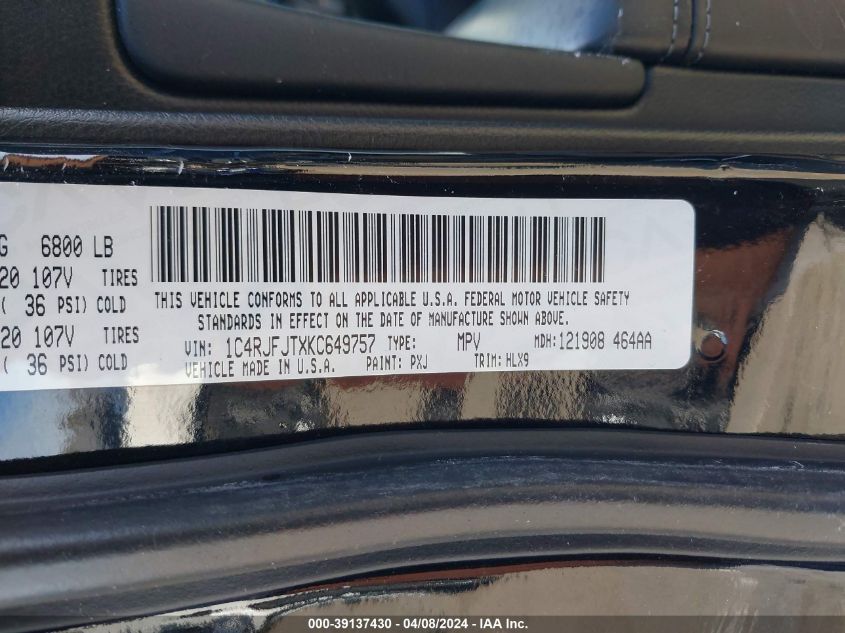 G 6800 LB
20 107V TIRES
( 36 PSI) COLD
20 107V TIRES
( 36 PSI) COLD
THIS VEHICLE CONFORMS TO ALL APPLICABLE U.S.A. FEDERAL MOTOR VEHICLE SAFETY
STANDARDS IN EFFECT ON THE DATE OF MANUFACTURE SHOWN ABOVE.
VIN: 1C4RJFJTXKC649757 TYPE: MPV MDH: 121908 464AA
VEHICLE MADE IN U.S.A. PAINT: PXJ TRIM: HLX9
000-39137430 - 04/08/2024 - IAA Inc.